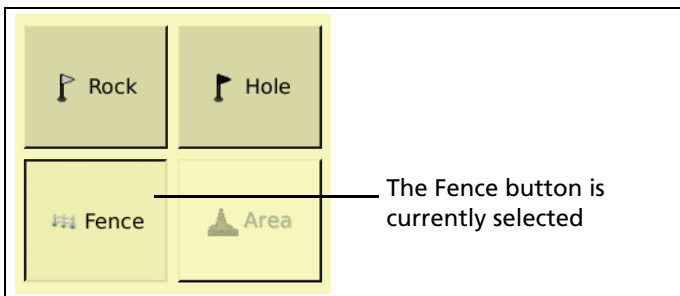 Rock
Hole
Fence
Area
The Fence button is
currently selected